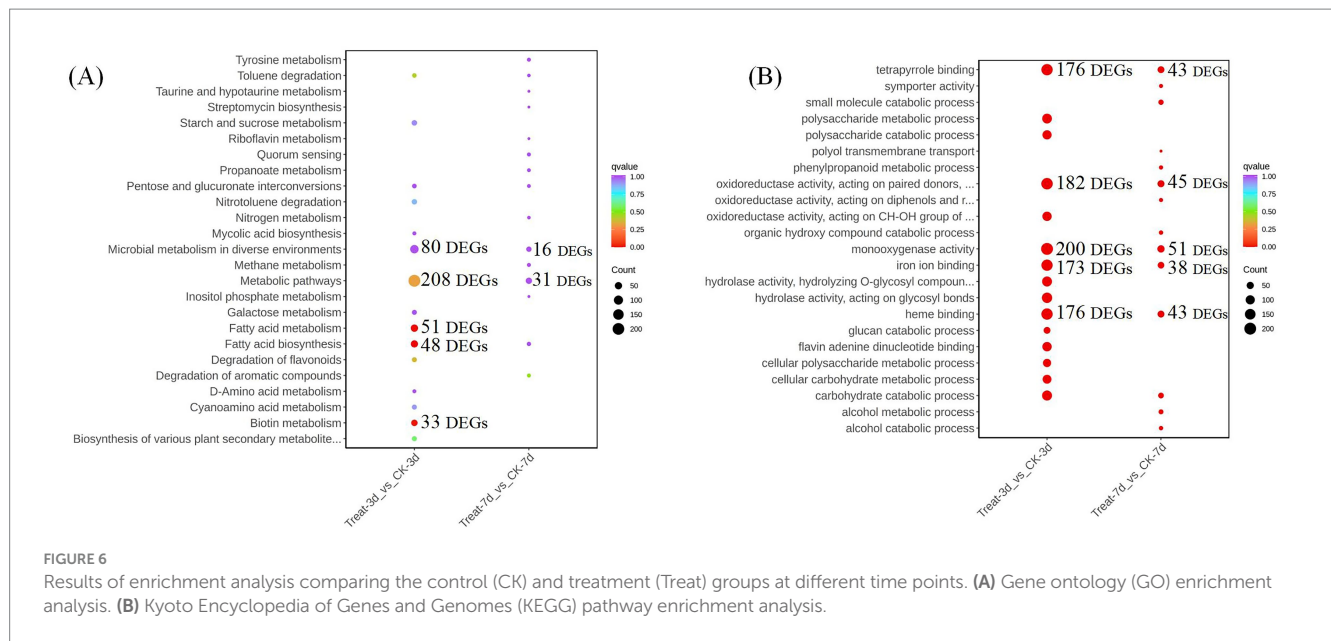 (A)
Tyrosine metabolism
Toluene degradation
Taurine and hypotaurine metabolism
Streptomycin biosynthesis
Starch and sucrose metabolism
Riboflavin metabolism
Quorum sensing
Propanoate metabolism
Pentose and glucuronate interconversions
Nitrotoluene degradation
Nitrogen metabolism
Mycolic acid biosynthesis
Microbial metabolism in diverse environments 80 DEGs 16 DEGs
Methane metabolism
Metabolic pathways 208 DEGs 31 DEGs
Inositol phosphate metabolism
Galactose metabolism
Fatty acid metabolism 51 DEGs
Fatty acid biosynthesis 48 DEGs
Degradation of flavonoids
Degradation of aromatic compounds
D-Amino acid metabolism
Cyanoamino acid metabolism
Biotin metabolism 33 DEGs
Biosynthesis of various plant secondary metabolite...
Treat-3d_vs_CK-3d
Treat-7d_vs_CK-7d
qvalue
1.00
0.75
0.50
0.25
0.00
Count
50
100
150
200
(B)
tetrapyrrole binding 176 DEGs 43 DEGs
symporter activity
small molecule catabolic process
polysaccharide metabolic process
polysaccharide catabolic process
polyol transmembrane transport
phenylpropanoid metabolic process
oxidoreductase activity, acting on paired donors, ... 182 DEGs 45 DEGs
oxidoreductase activity, acting on diphenols and r...
oxidoreductase activity, acting on CH-OH group of ...
organic hydroxy compound catabolic process
monooxygenase activity 200 DEGs 51 DEGs
iron ion binding 173 DEGs 38 DEGs
hydrolase activity, hydrolyzing O-glycosyl compoun...
hydrolase activity, acting on glycosyl bonds
heme binding 176 DEGs 43 DEGs
glucan catabolic process
flavin adenine dinucleotide binding
cellular polysaccharide metabolic process
cellular carbohydrate metabolic process
carbohydrate catabolic process
alcohol metabolic process
alcohol catabolic process
Treat-3d_vs_CK-3d
Treat-7d_vs_CK-7d
qvalue
1.00
0.75
0.50
0.25
0.00
Count
50
100
150
200
FIGURE 6
Results of enrichment analysis comparing the control (CK) and treatment (Treat) groups at different time points. (A) Gene ontology (GO) enrichment
analysis. (B) Kyoto Encyclopedia of Genes and Genomes (KEGG) pathway enrichment analysis.